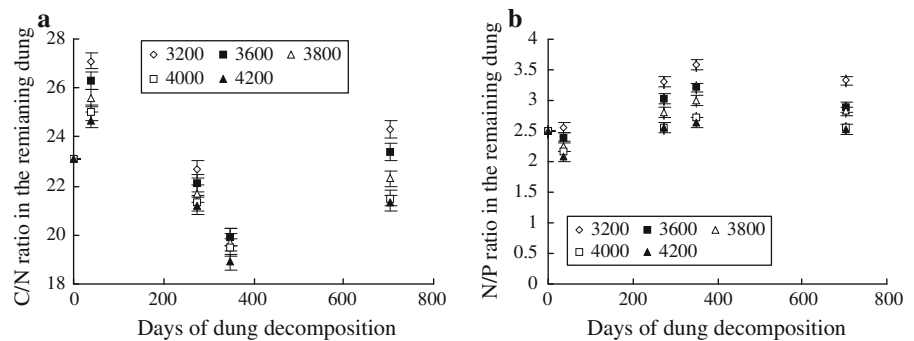 a
28
26
24
22
20
18
C/N ratio in the remianing dung
3200 3600 3800
4000 4200
0 200 400 600 800
Days of dung decomposition
b
4
3.5
3
2.5
2
1.5
1
0.5
0
N/P ratio in the remaining dung
3200 3600 3800
4000 4200
0 200 400 600 800
Days of dung decomposition